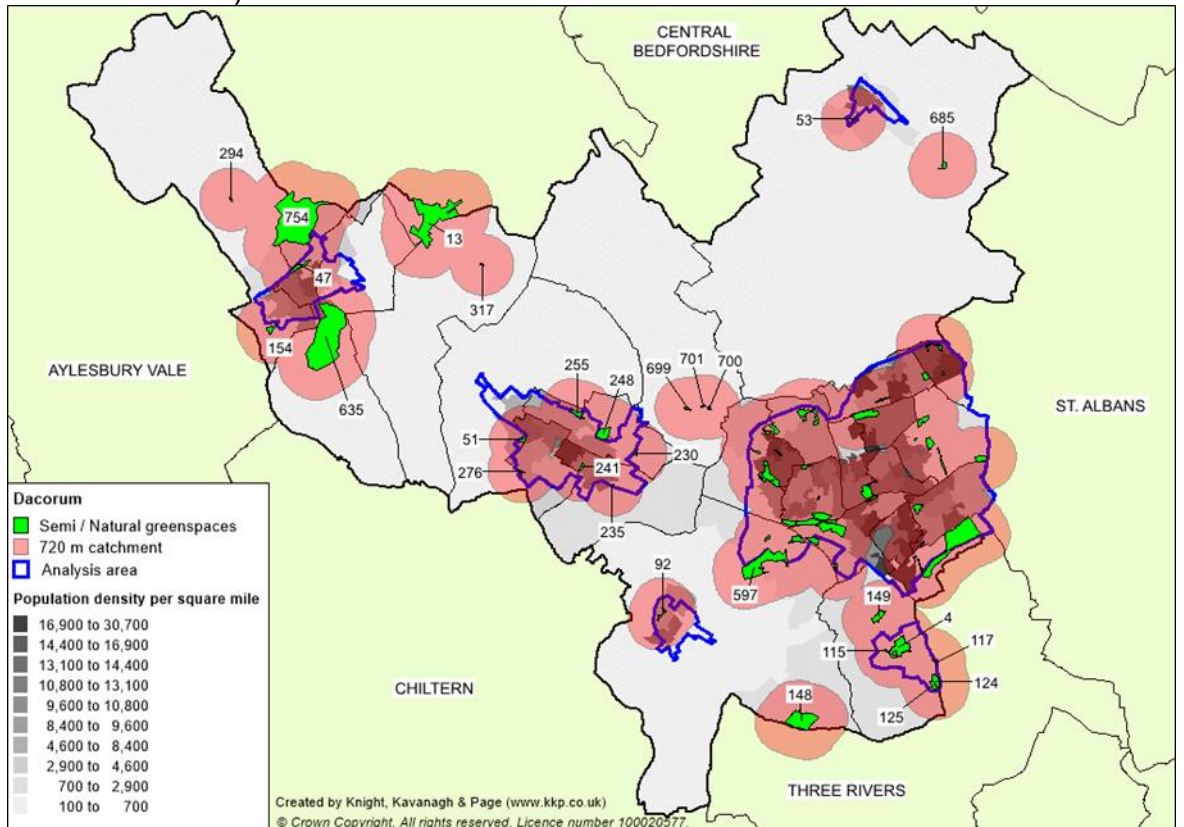 CENTRAL
BEDFORDSHIRE
53
685
294
754
13
47
317
154
AYLESBURY VALE
635
255
248
699
701
700
ST. ALBANS
51
276
241
230
235
92
597
149
4
115
117
124
125
148
CHILTERN
THREE RIVERS
Dacorum
Semi / Natural greenspaces
720 m catchment
Analysis area
Population density per square mile
16,900 to 30,700
14,400 to 16,900
13,100 to 14,400
10,800 to 13,100
9,600 to 10,800
8,400 to 9,600
4,600 to 8,400
2,900 to 4,600
700 to 2,900
100 to 700
Created by Knight, Kavanagh & Page (www.kkp.co.uk)
© Crown Copyright. All rights reserved. Licence number 100020577.